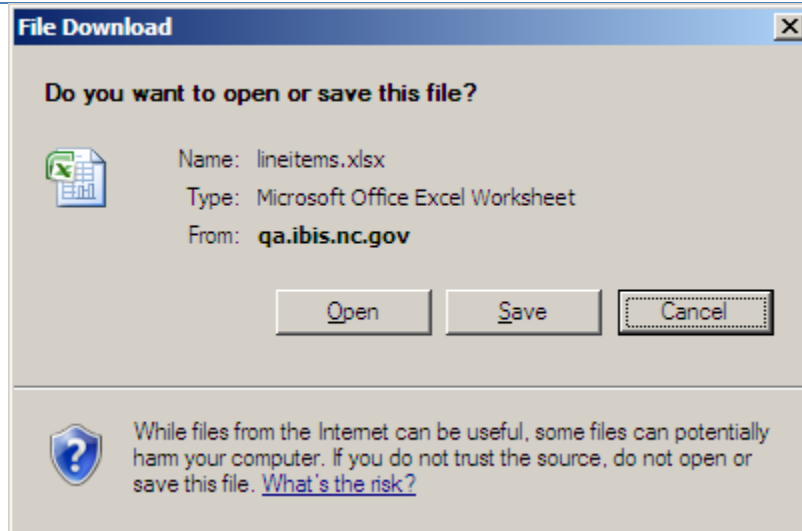 File Download
Do you want to open or save this file?
Name: lineitems.xlsx
Type: Microsoft Office Excel Worksheet
From: qa.ibis.nc.gov
Open Save Cancel
While files from the Internet can be useful, some files can potentially
harm your computer. If you do not trust the source, do not open or
save this file. What's the risk?